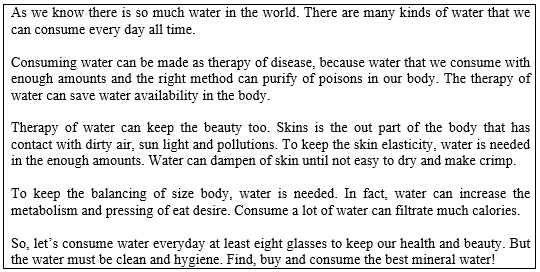 As we know there is so much water in the world. There are many kinds of water that we
can consume every day all time.
Consuming water can be made as therapy of disease, because water that we consume with
enough amounts and the right method can purify of poisons in our body. The therapy of
water can save water availability in the body.
Therapy of water can keep the beauty too. Skins is the out part of the body that has
contact with dirty air, sun light and pollutions. To keep the skin elasticity, water is needed
in the enough amounts. Water can dampen of skin until not easy to dry and make crimp.
To keep the balancing of size body, water is needed. In fact, water can increase the
metabolism and pressing of eat desire. Consume a lot of water can filtrate much calories.
So, let's consume water everyday at least eight glasses to keep our health and beauty. But
the water must be clean and hygiene. Find, buy and consume the best mineral water!